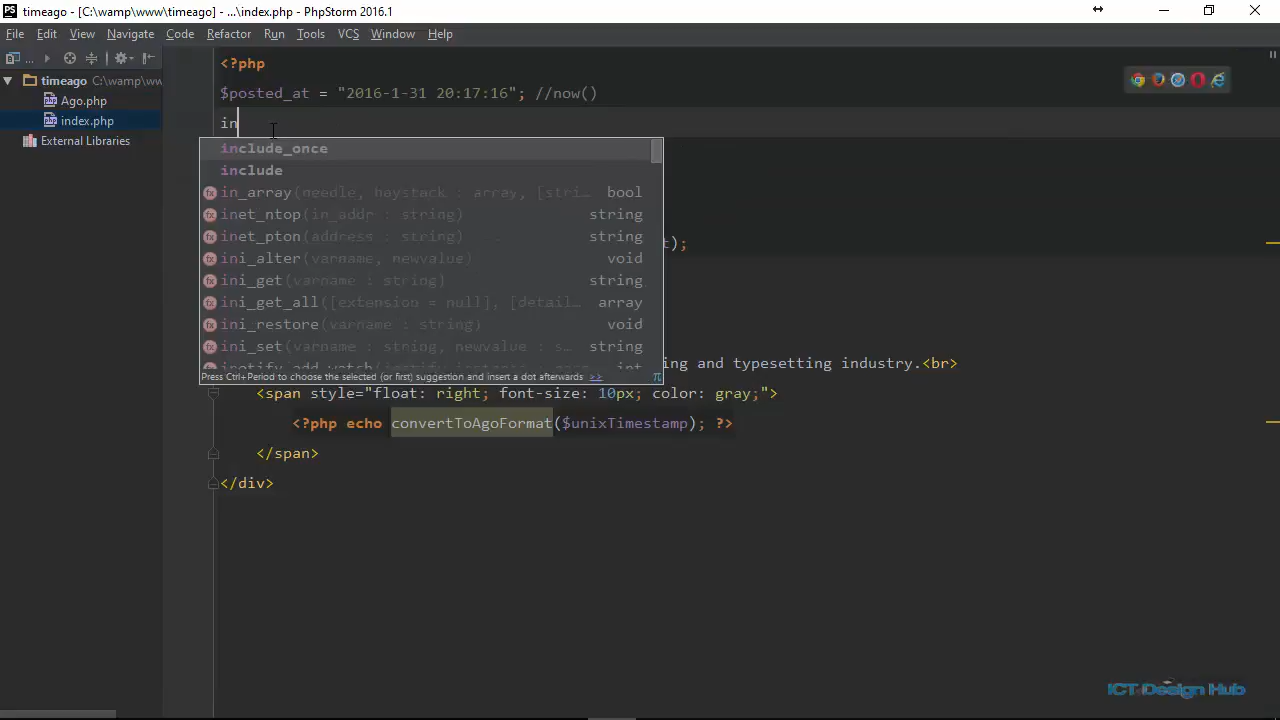 timeago - [C:\wamp\www\timeago] - ...\index.php - PhpStorm 2016.1
File Edit View Navigate Code Refactor Run Tools VCS Window Help
timeago C:\wamp\ww
Ago.php
index.php
External Libraries
<?php
$posted_at = "2016-1-31 20:17:16"; //now()
in
include_once
include
in_array(needle, haystack : array, [stri... bool
inet_ntop(in_addr : string) string
inet_pton(address : string) string
ini_alter(varname, newvalue) void
ini_get(varname : string) string
ini_get_all([extension = null], [detail... array
ini_restore(varname : string) void
ini_set(varname : string, newvalue : s... string
Press Ctrl+Period to choose the selected (or first) suggestion and insert a dot afterwards >>
t);
ing and typesetting industry.<br>
<span style="float: right; font-size: 10px; color: gray;">
<?php echo convertToAgoFormat($unixTimestamp); ?>
</span>
</div>
ICT Design Hub